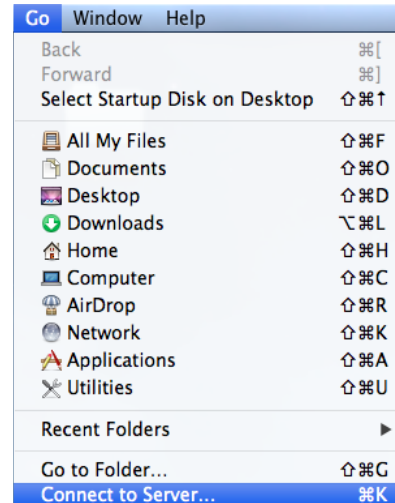 Go Window Help
Back ⌘[
Forward ⌘]
Select Startup Disk on Desktop ⇧⌘↑
All My Files ⇧⌘F
Documents ⇧⌘O
Desktop ⇧⌘D
Downloads ⌥⌘L
Home ⇧⌘H
Computer ⇧⌘C
AirDrop ⇧⌘R
Network ⇧⌘K
Applications ⇧⌘A
Utilities ⇧⌘U
Recent Folders ▶
Go to Folder... ⇧⌘G
Connect to Server... ⌘K